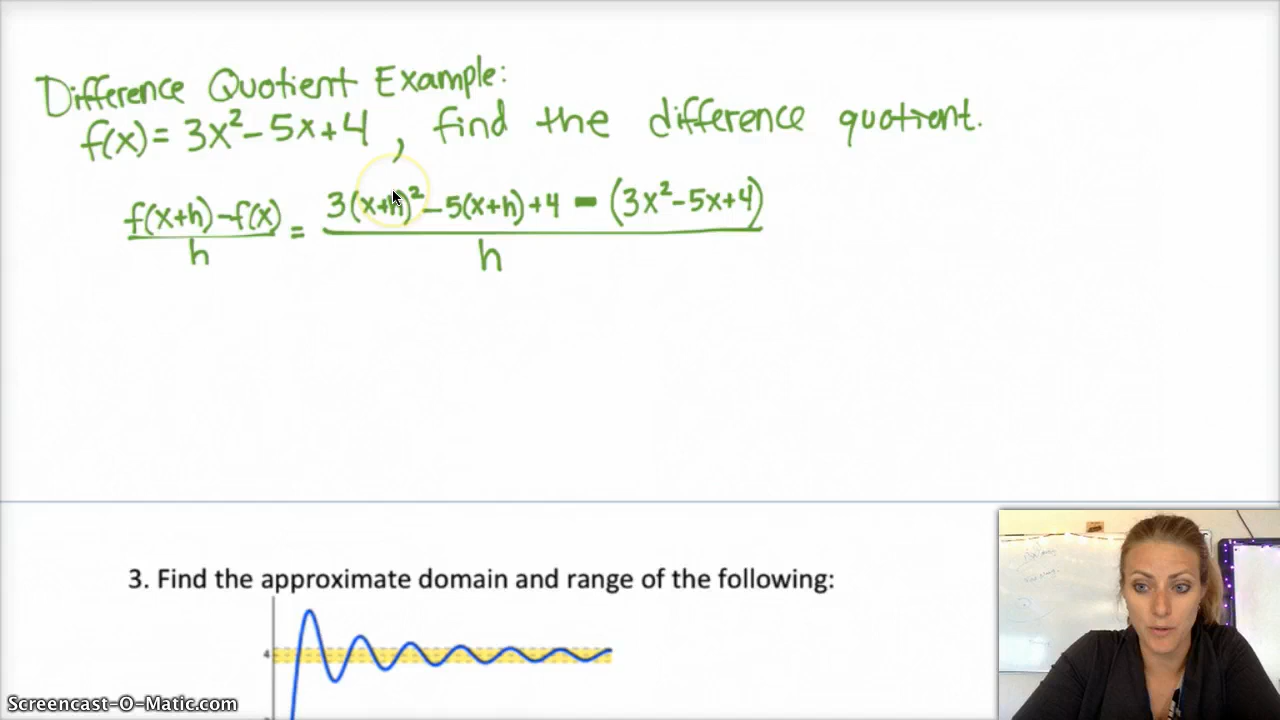 Difference Quotient Example:
f(x) = 3x² - 5x + 4 , find the difference quotient.
f(x+h) - f(x) = 3(x+h)² - 5(x+h) + 4 - (3x² - 5x + 4)
h h
3. Find the approximate domain and range of the following:
4
Screencast-O-Matic.com